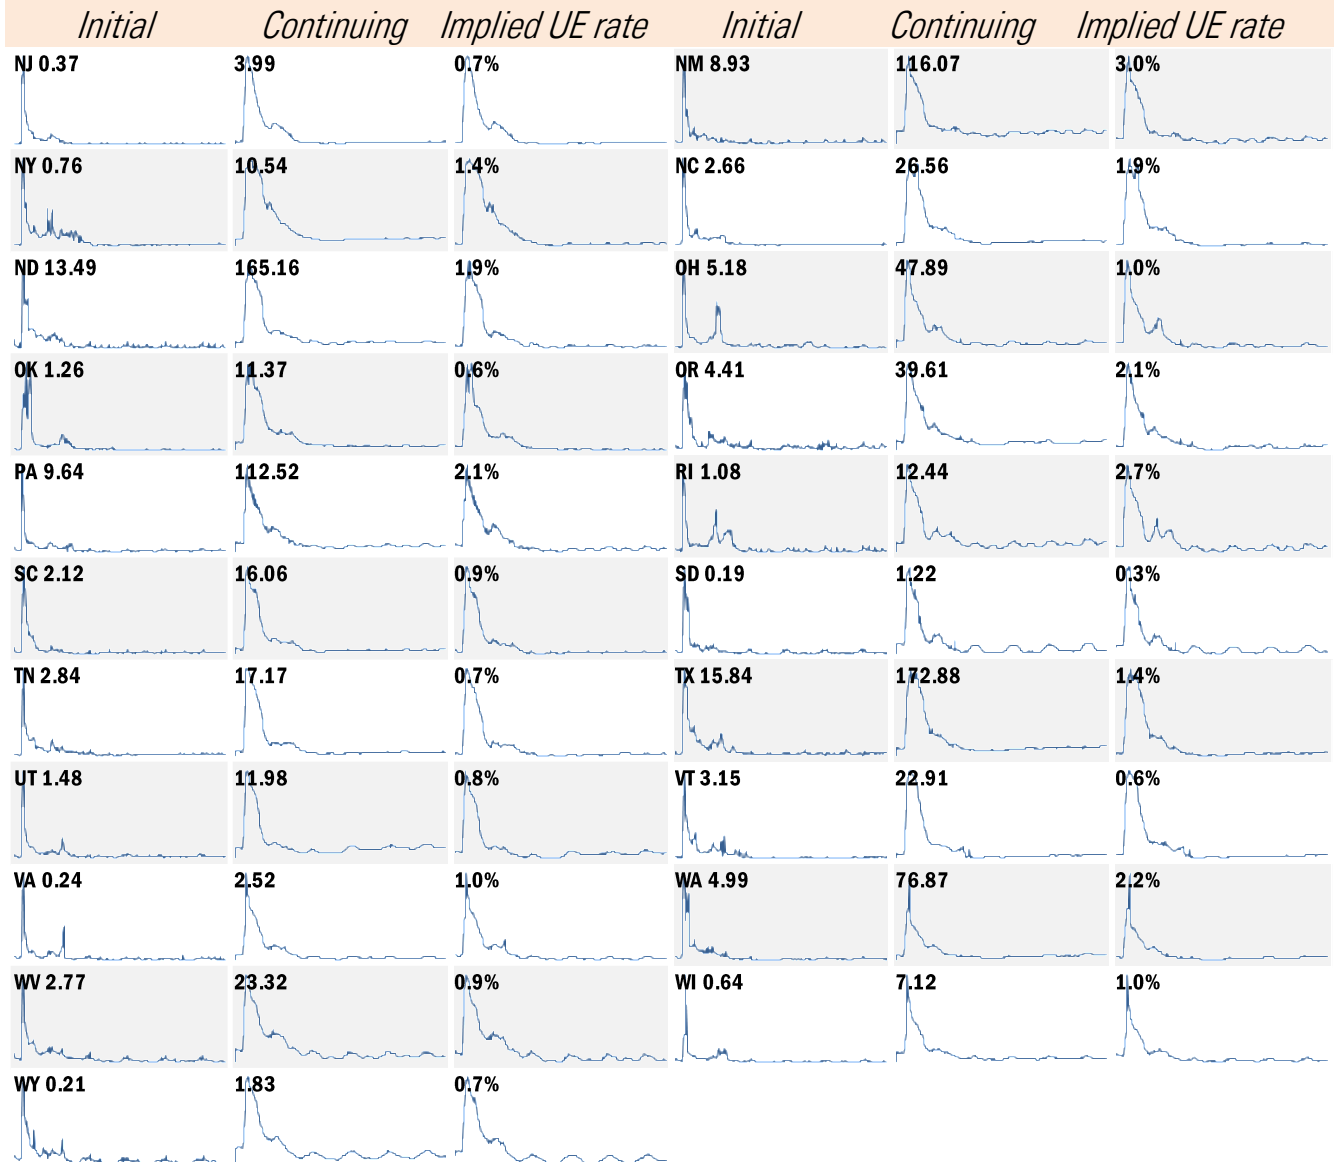 Initial Continuing Implied UE rate Initial Continuing Implied UE rate
NJ 0.37 3.99 0.7% NM 8.93 116.07 3.0%
NY 0.76 10.54 1.4% NC 2.66 26.56 1.9%
ND 13.49 165.16 1.9% OH 5.18 47.89 1.0%
OK 1.26 11.37 0.6% OR 4.41 39.61 2.1%
PA 9.64 112.52 2.1% RI 1.08 12.44 2.7%
SC 2.12 16.06 0.9% SD 0.19 1.22 0.3%
TN 2.84 17.17 0.7% TX 15.84 172.88 1.4%
UT 1.48 11.98 0.8% VT 3.15 22.91 0.6%
VA 0.24 2.52 1.0% WA 4.99 76.87 2.2%
WV 2.77 23.32 0.9% WI 0.64 7.12 1.0%
WY 0.21 1.83 0.7%